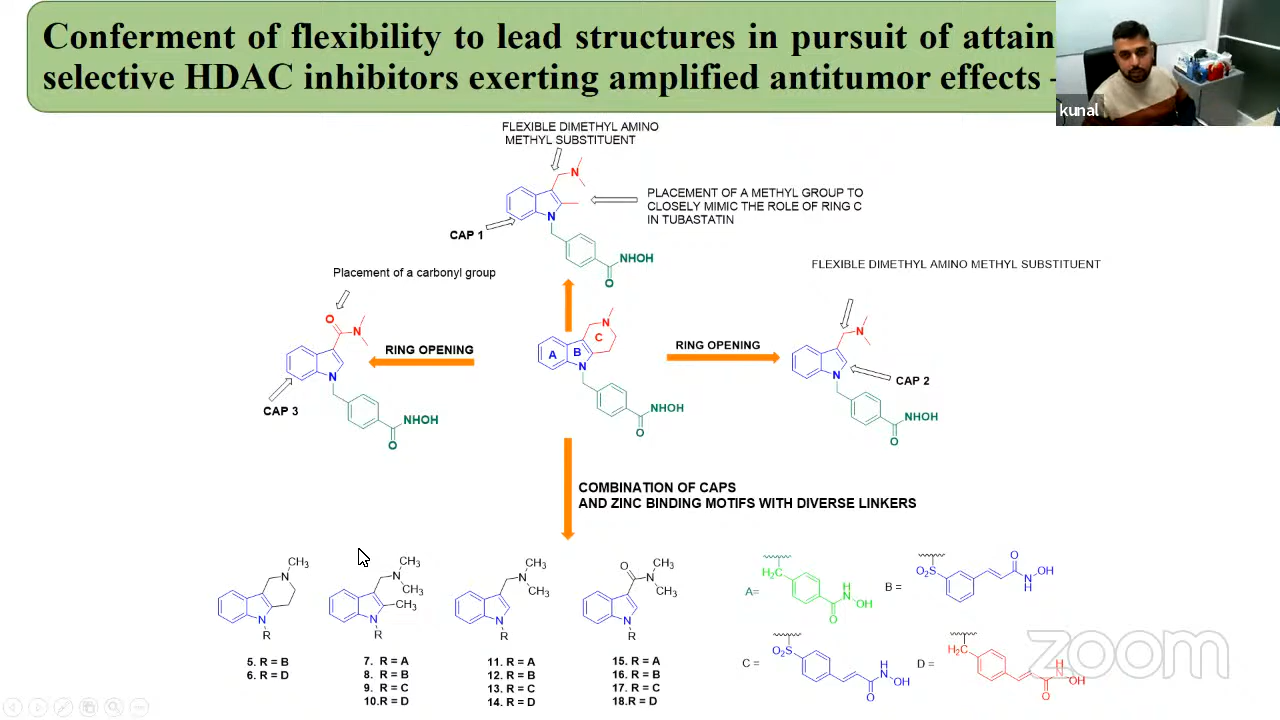 Conferment of flexibility to lead structures in pursuit of attain
selective HDAC inhibitors exerting amplified antitumor effects -
kunal
FLEXIBLE DIMETHYL AMINO
METHYL SUBSTITUENT
N
PLACEMENT OF A METHYL GROUP TO
CLOSELY MIMIC THE ROLE OF RING C
IN TUBASTATIN
N
CAP 1
NHOH
O
Placement of a carbonyl group
FLEXIBLE DIMETHYL AMINO METHYL SUBSTITUENT
O
N
N
N
RING OPENING
A B C
RING OPENING
N
N
N
CAP 2
CAP 3
NHOH
NHOH
NHOH
O
O
O
COMBINATION OF CAPS
AND ZINC BINDING MOTIFS WITH DIVERSE LINKERS
N CH3
N
R
5. R = B
6. R = D
CH3
N
CH3
CH3
N
R
7. R = A
8. R = B
9. R = C
10. R = D
CH3
N
CH3
N
R
11. R = A
12. R = B
13. R = C
14. R = D
O
CH3
N
CH3
N
R
15. R = A
16. R = B
17. R = C
18. R = D
A=
H2C
H
N
OH
O
B =
O2S
O
N
H
OH
C =
O2S
H
N
OH
O
D =
H2C
H
N
OH
O
zoom